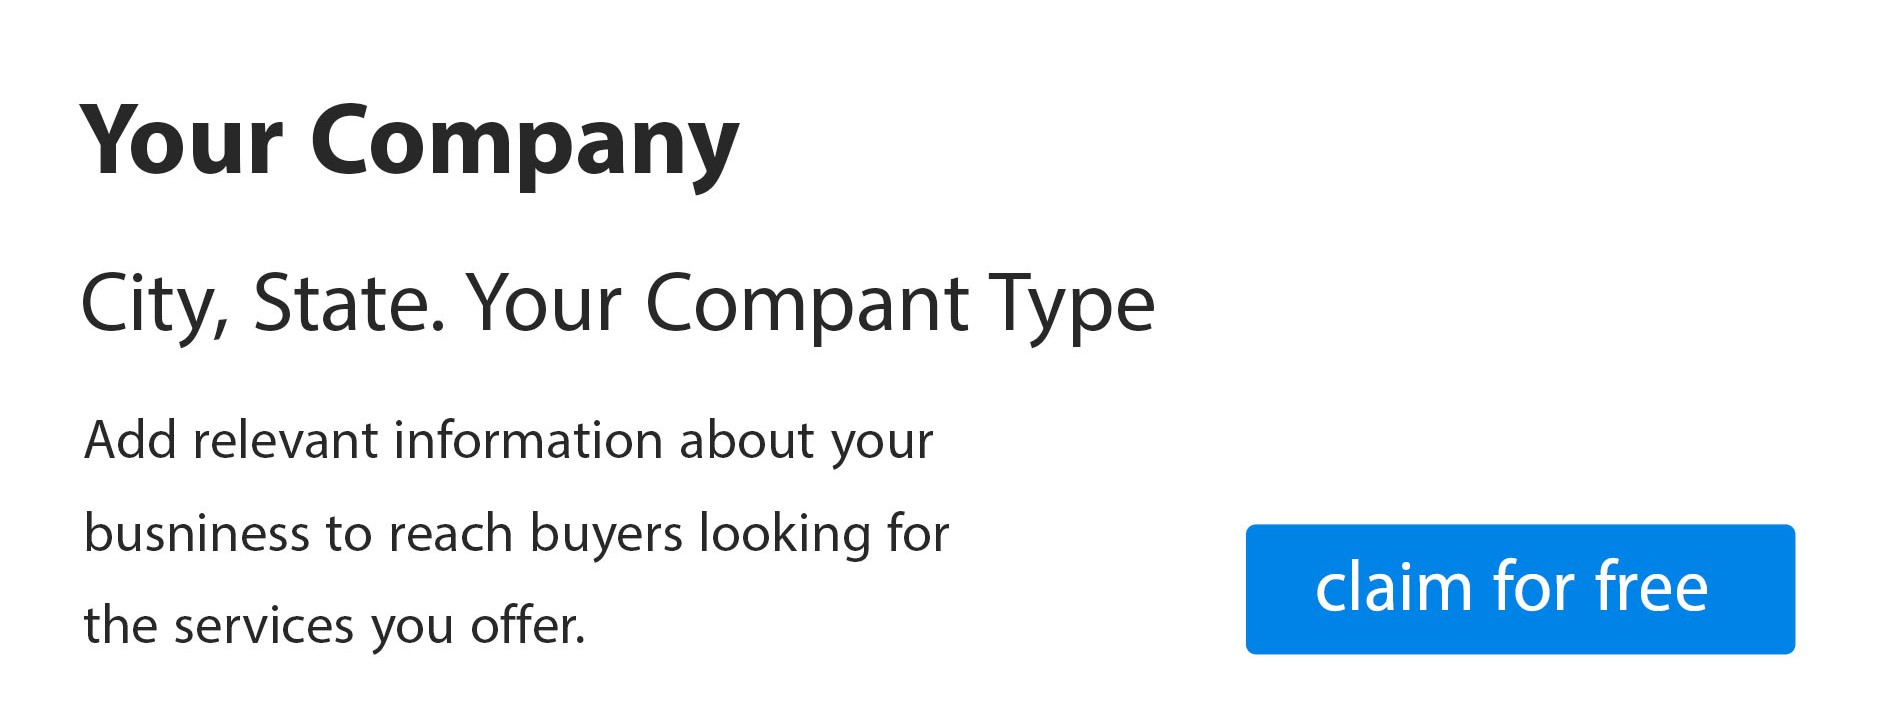 Your Company
City, State. Your Compant Type
Add relevant information about your
busniness to reach buyers looking for
the services you offer.
claim for free